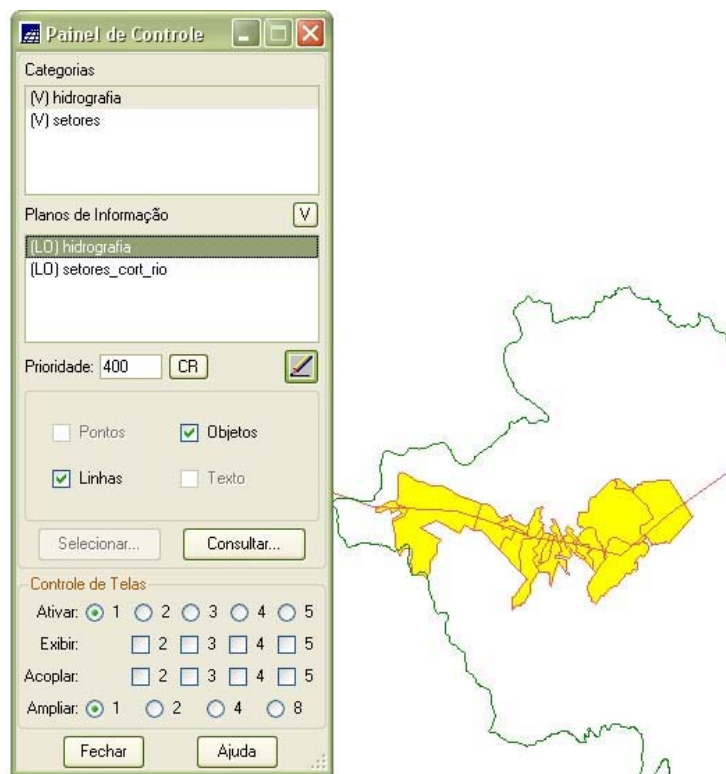 Painel de Controle
Categorias
(V) hidrografia
(V) setores
Planos de Informação V
(LO) hidrografia
(LO) setores_cort_rio
Prioridade: 400 CR
Pontos Objetos
Linhas Texto
Selecionar... Consultar...
Controle de Telas
Ativar: 1 2 3 4 5
Exibir: 2 3 4 5
Acoplar: 2 3 4 5
Ampliar: 1 2 4 8
Fechar Ajuda